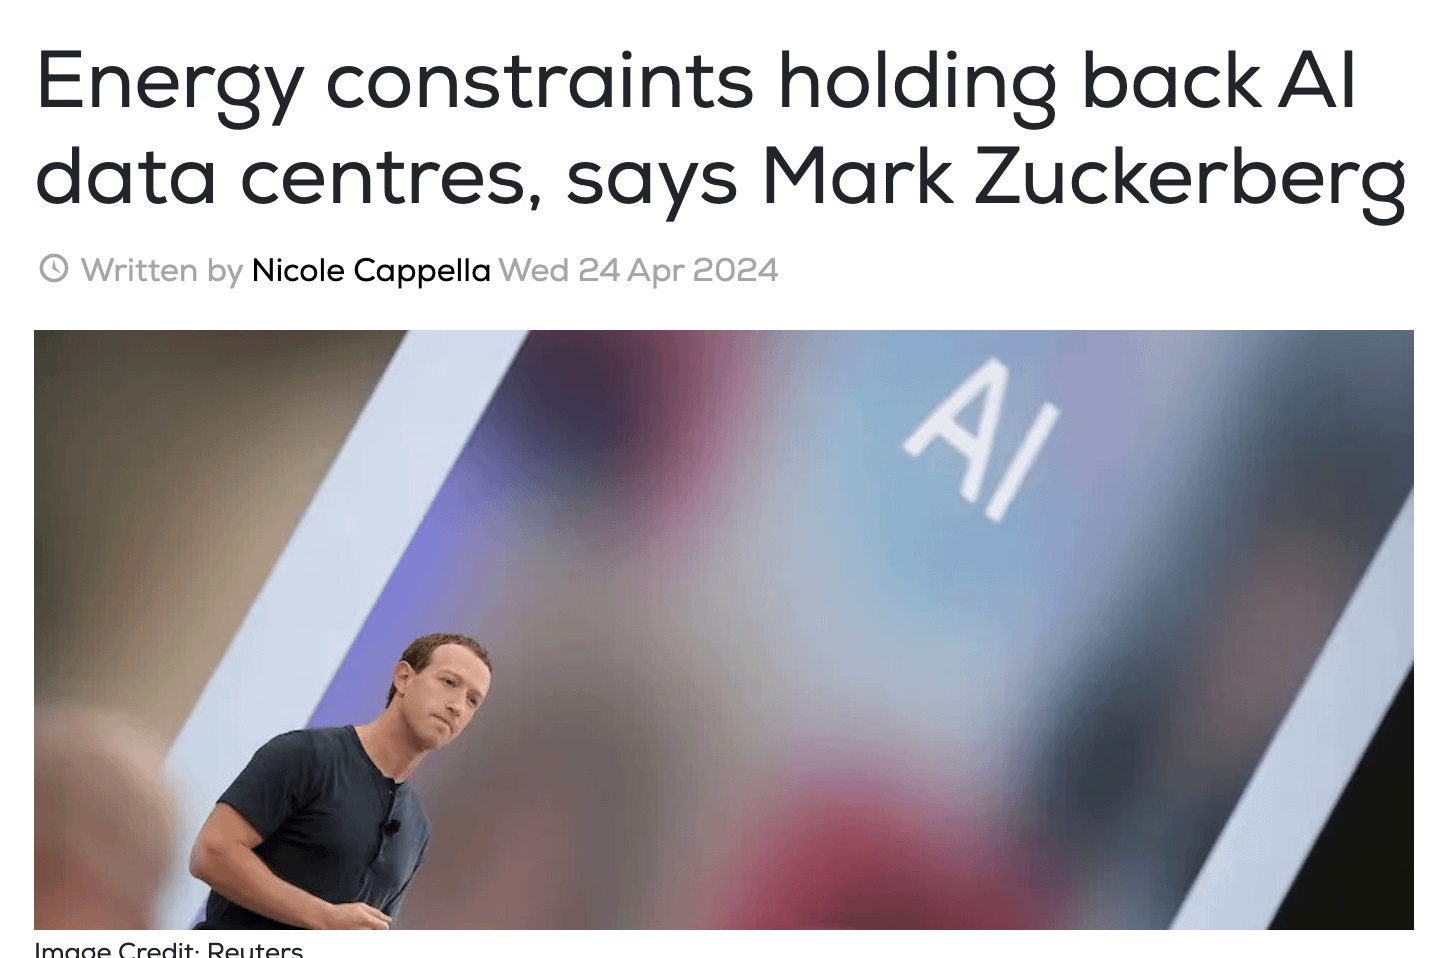 Energy constraints holding back AI
data centres, says Mark Zuckerberg
Written by Nicole Cappella Wed 24 Apr 2024
AI
Image Credit: Reuters